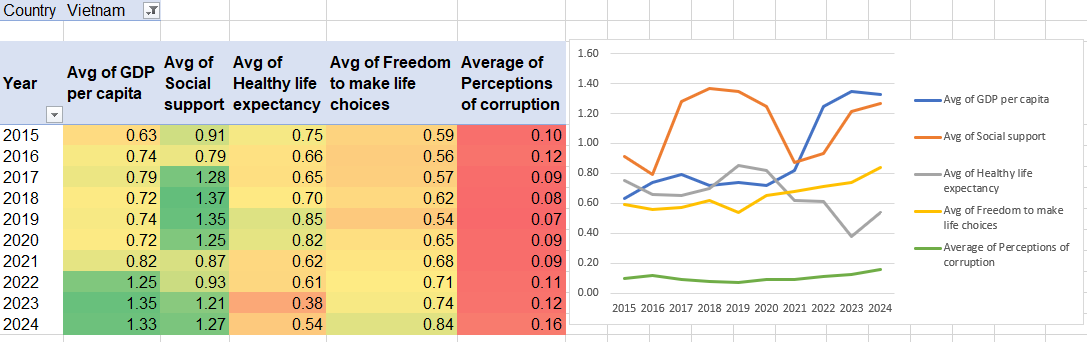 Country Vietnam
Year Avg of GDP per capita Avg of Social support Avg of Healthy life expectancy Avg of Freedom to make life choices Average of Perceptions of corruption
2015 0.63 0.91 0.75 0.59 0.10
2016 0.74 0.79 0.66 0.56 0.12
2017 0.79 1.28 0.65 0.57 0.09
2018 0.72 1.37 0.70 0.62 0.08
2019 0.74 1.35 0.85 0.54 0.07
2020 0.72 1.25 0.82 0.65 0.09
2021 0.82 0.87 0.62 0.68 0.09
2022 1.25 0.93 0.61 0.71 0.11
2023 1.35 1.21 0.38 0.74 0.12
2024 1.33 1.27 0.54 0.84 0.16
1.60
1.40
1.20
1.00
0.80
0.60
0.40
0.20
0.00
2015 2016 2017 2018 2019 2020 2021 2022 2023 2024
Avg of GDP per capita
Avg of Social support
Avg of Healthy life
expectancy
Avg of Freedom to make
life choices
Average of Perceptions of
corruption